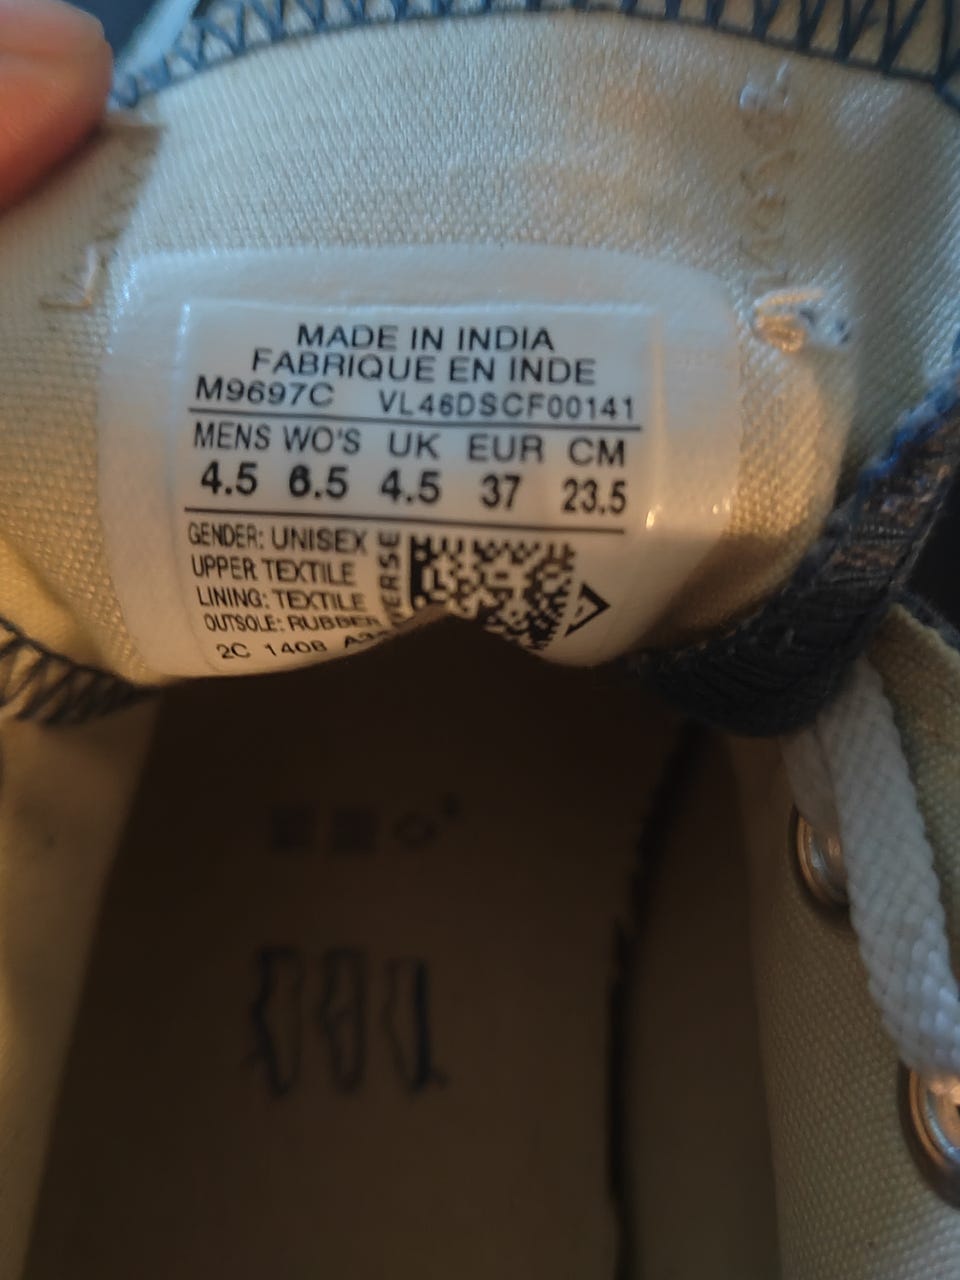 MADE IN INDIA
FABRIQUE EN INDE
M9697C VL46DSCF00141
MENS WO'S UK EUR CM
4.5 6.5 4.5 37 23.5
GENDER: UNISEX
UPPER TEXTILE
LINING: TEXTILE
OUTSOLE: RUBBER
2C 1408